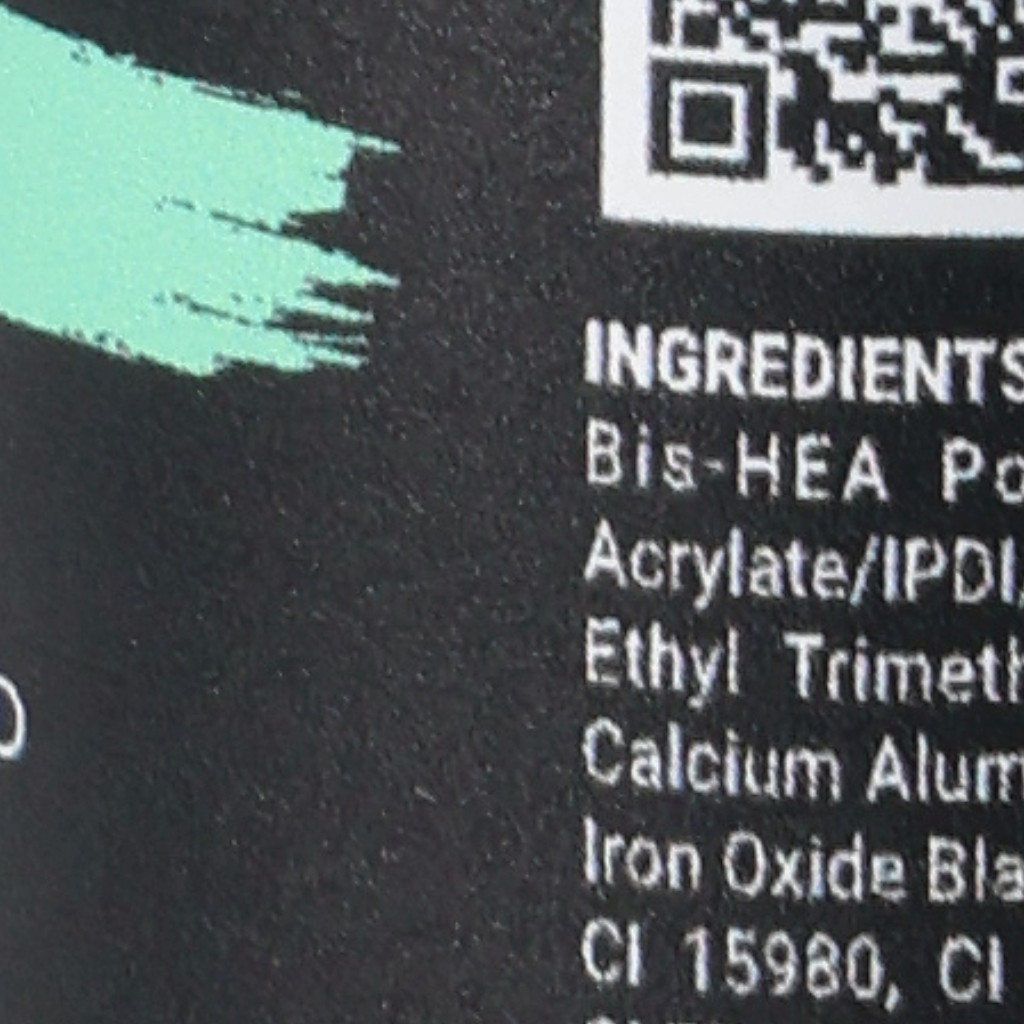 INGREDIENTS
Bis-HEA Po
Acrylate/IPDI
Ethyl Trimeth
Calcium Alum
Iron Oxide Bla
CI 15980, CI